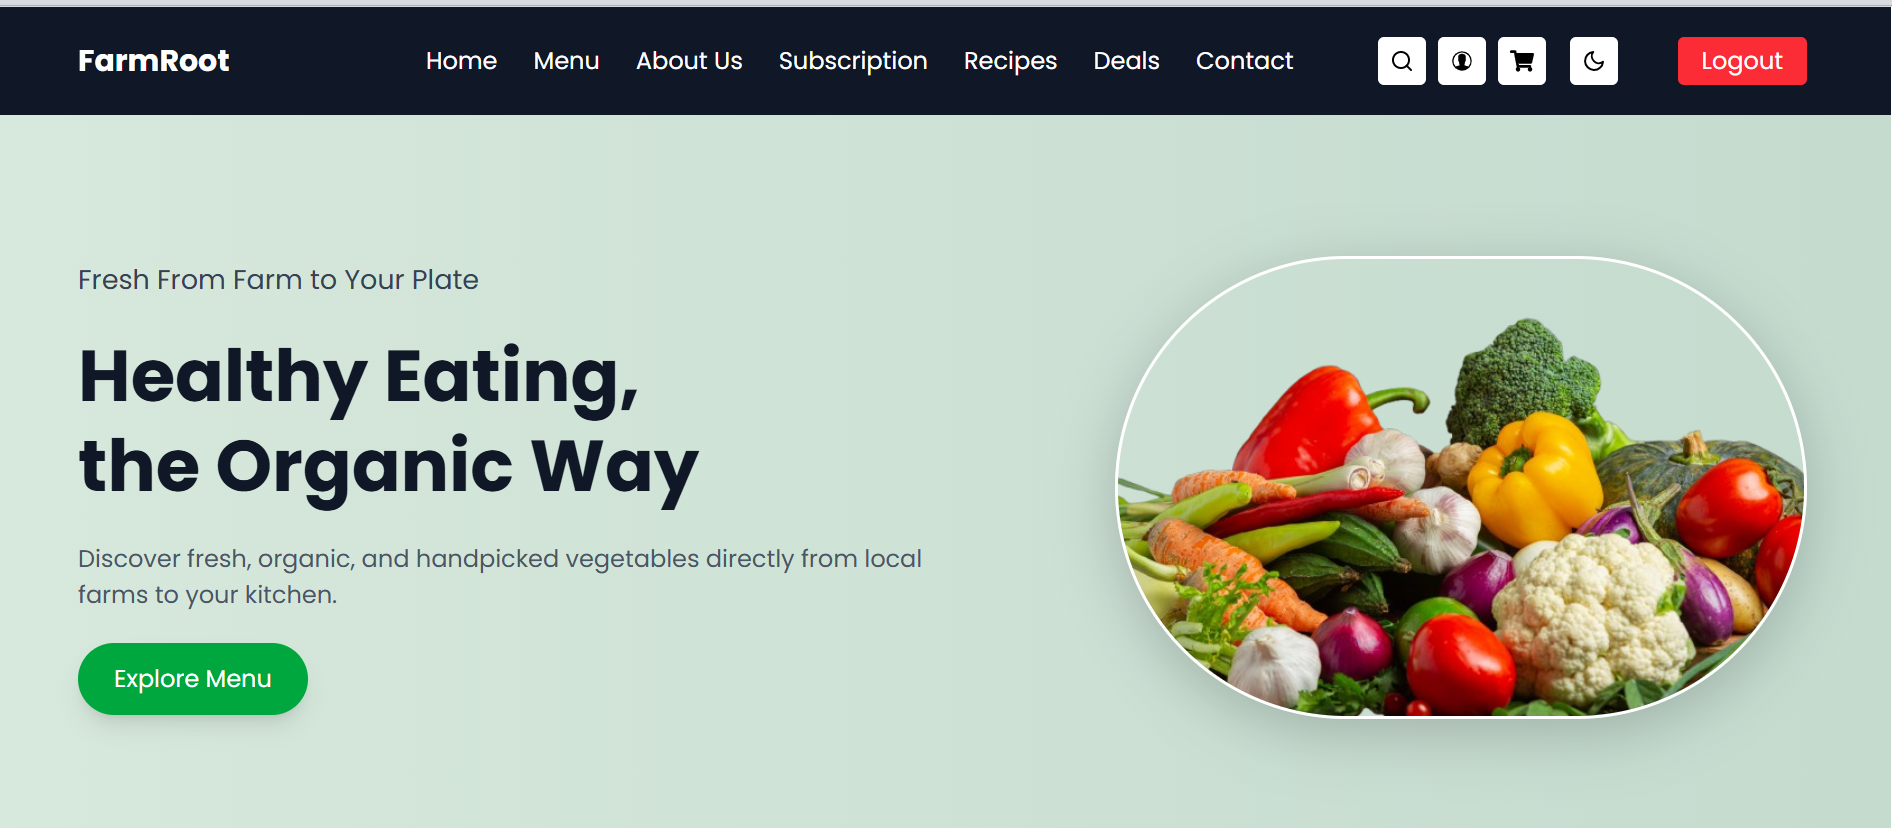 FarmRoot Home Menu About Us Subscription Recipes Deals Contact Logout
Fresh From Farm to Your Plate
Healthy Eating,
the Organic Way
Discover fresh, organic, and handpicked vegetables directly from local
farms to your kitchen.
Explore Menu